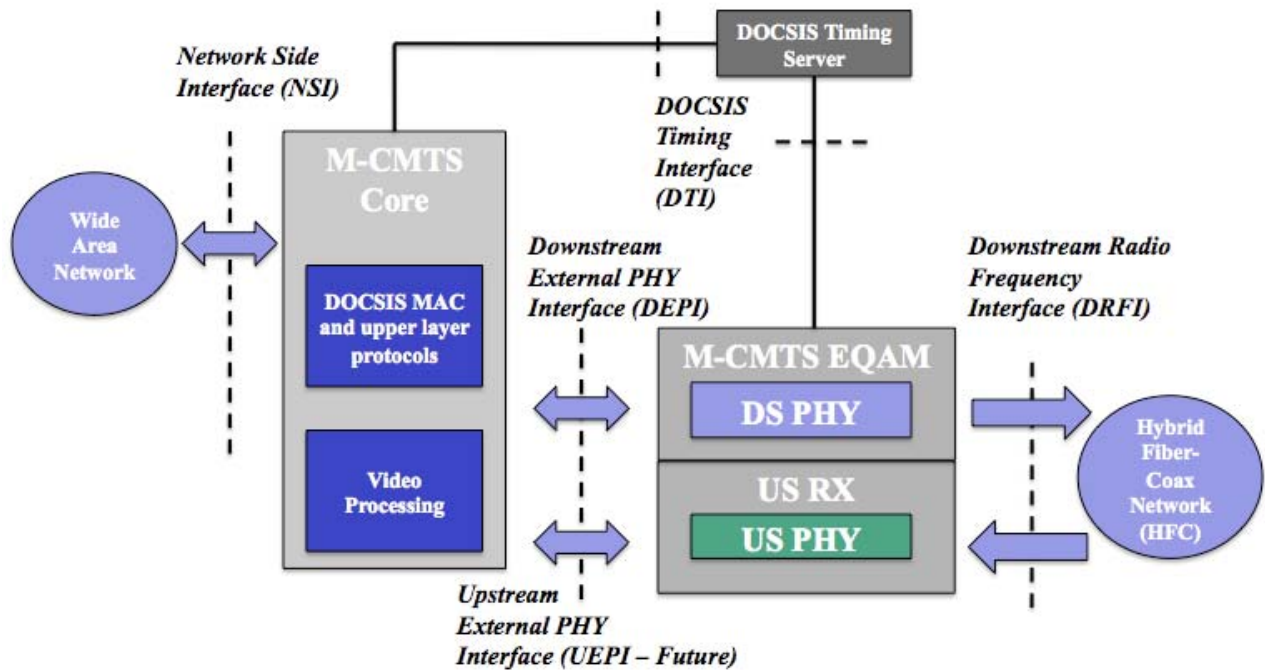 DOCSIS Timing
Server
Network Side
Interface (NSI)
DOCSIS
Timing
Interface
(DTI)
M-CMTS
Core
Wide
Area
Network
Downstream
External PHY
Interface (DEPI)
Downstream Radio
Frequency
Interface (DRFI)
DOCSIS MAC
and upper layer
protocols
M-CMTS EQAM
DS PHY
Hybrid
Fiber-
Coax
Network
(HFC)
Video
Processing
US RX
US PHY
Upstream
External PHY
Interface (UEPI – Future)